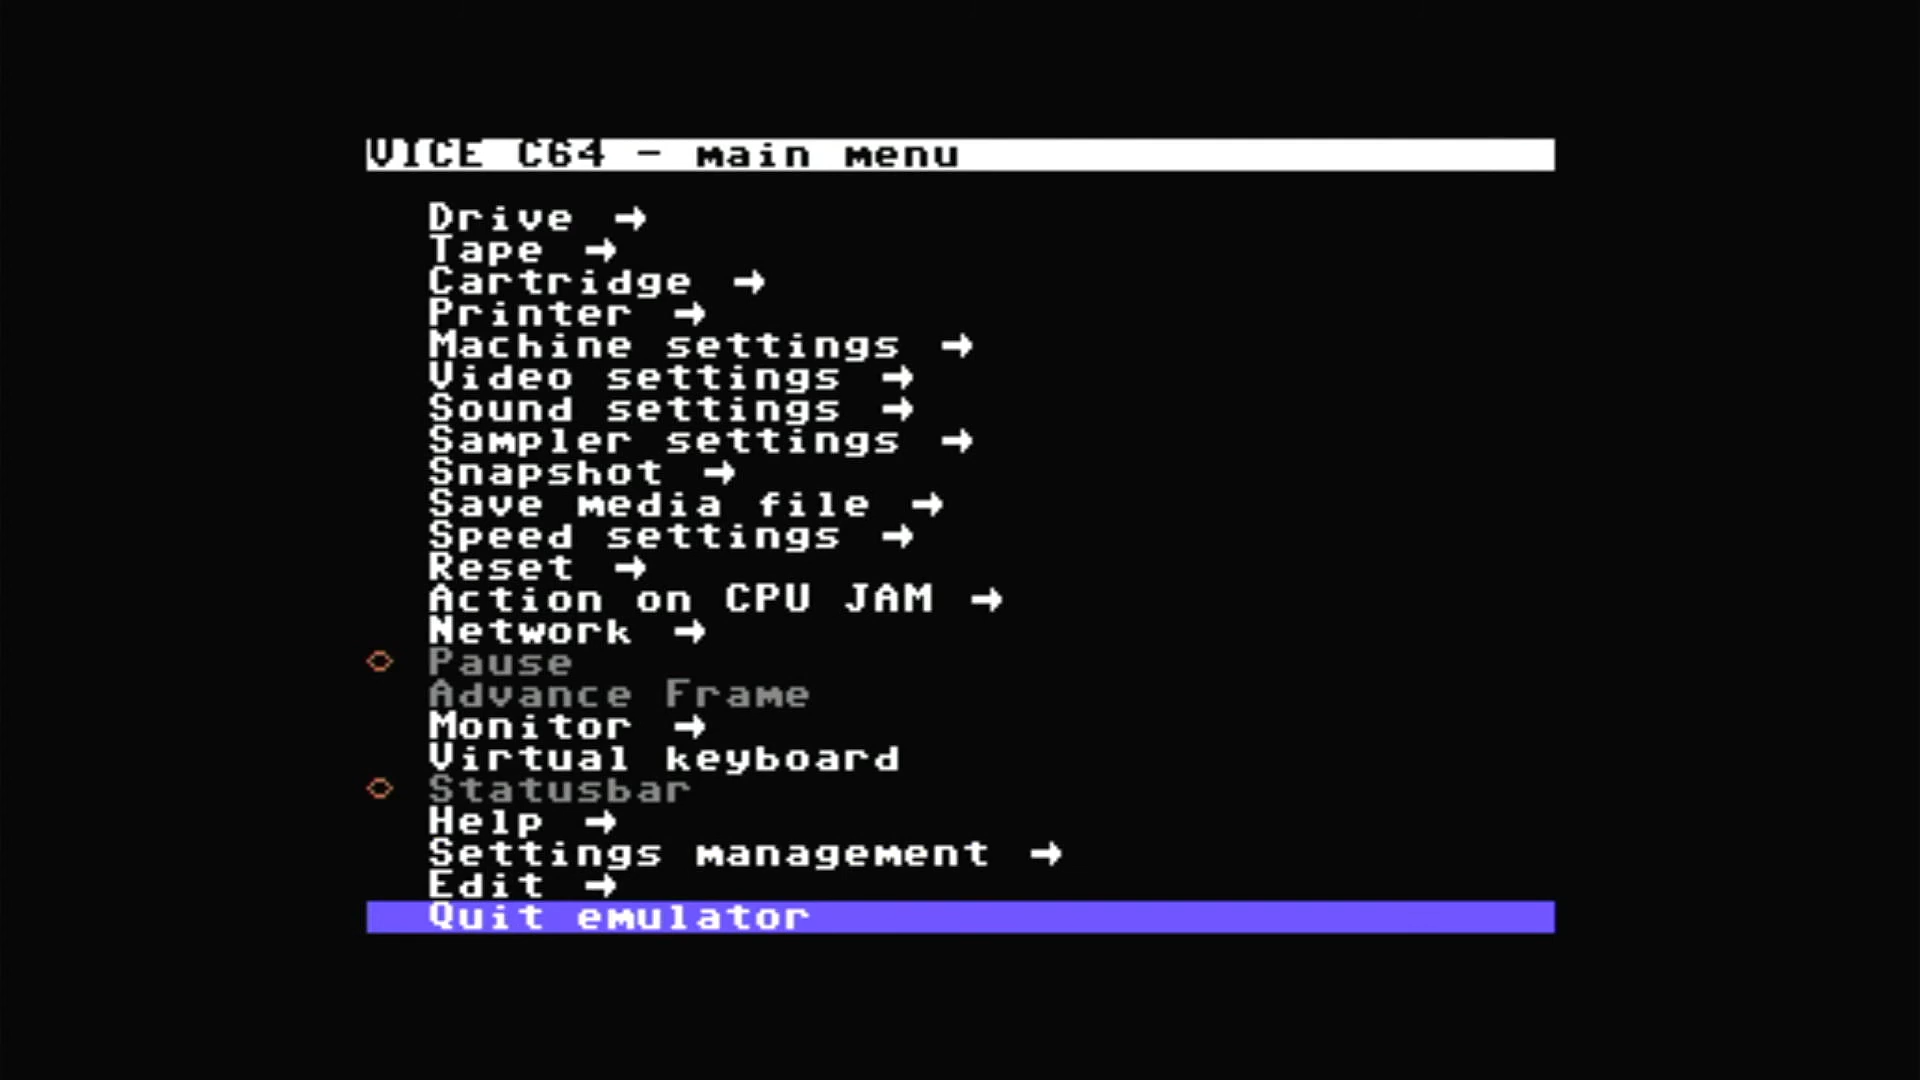 VICE C64 - main menu
Drive →
Tape →
Cartridge →
Printer →
Machine settings →
Video settings →
Sound settings →
Sampler settings →
Snapshot →
Save media file →
Speed settings →
Reset →
Action on CPU JAM →
Network →
Pause
Advance Frame
Monitor →
Virtual keyboard
Statusbar
Help →
Settings management →
Edit →
Quit emulator